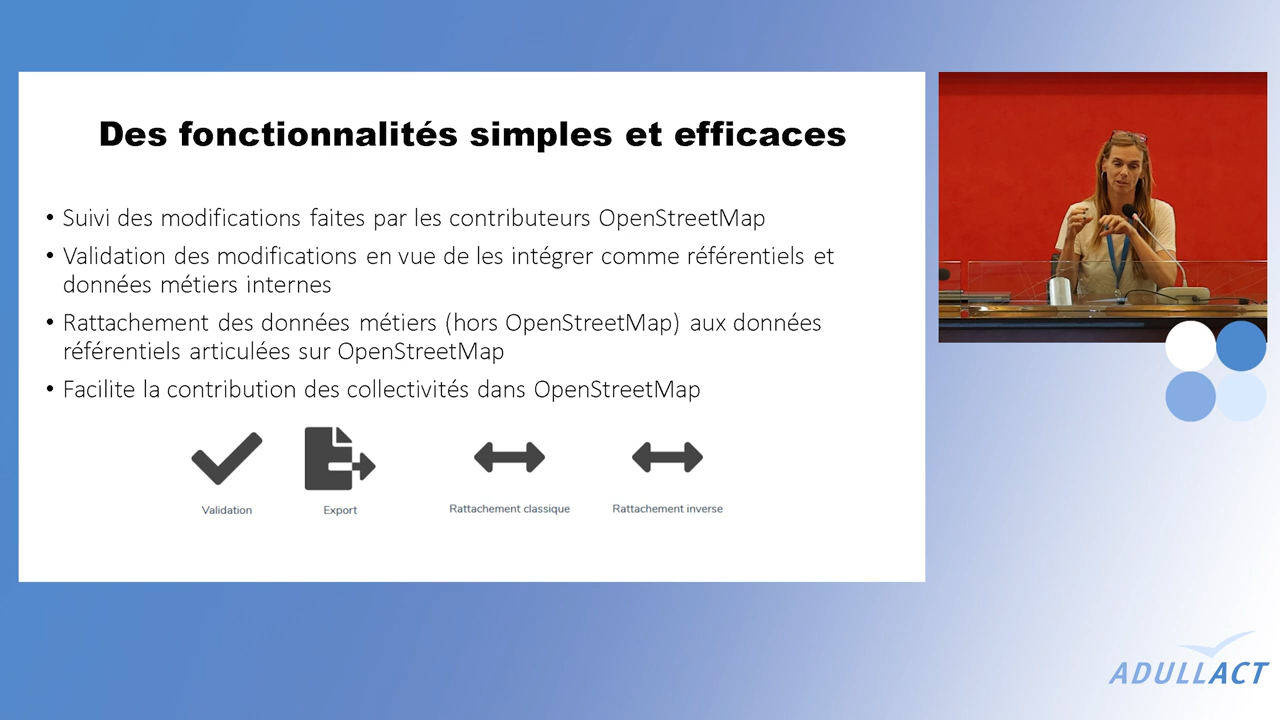 Des fonctionnalités simples et efficaces
• Suivi des modifications faites par les contributeurs OpenStreetMap
• Validation des modifications en vue de les intégrer comme référentiels et
données métiers internes
• Rattachement des données métiers (hors OpenStreetMap) aux données
référentiels articulées sur OpenStreetMap
• Facilite la contribution des collectivités dans OpenStreetMap
Validation
Export
Rattachement classique
Rattachement inverse
ADULLACT